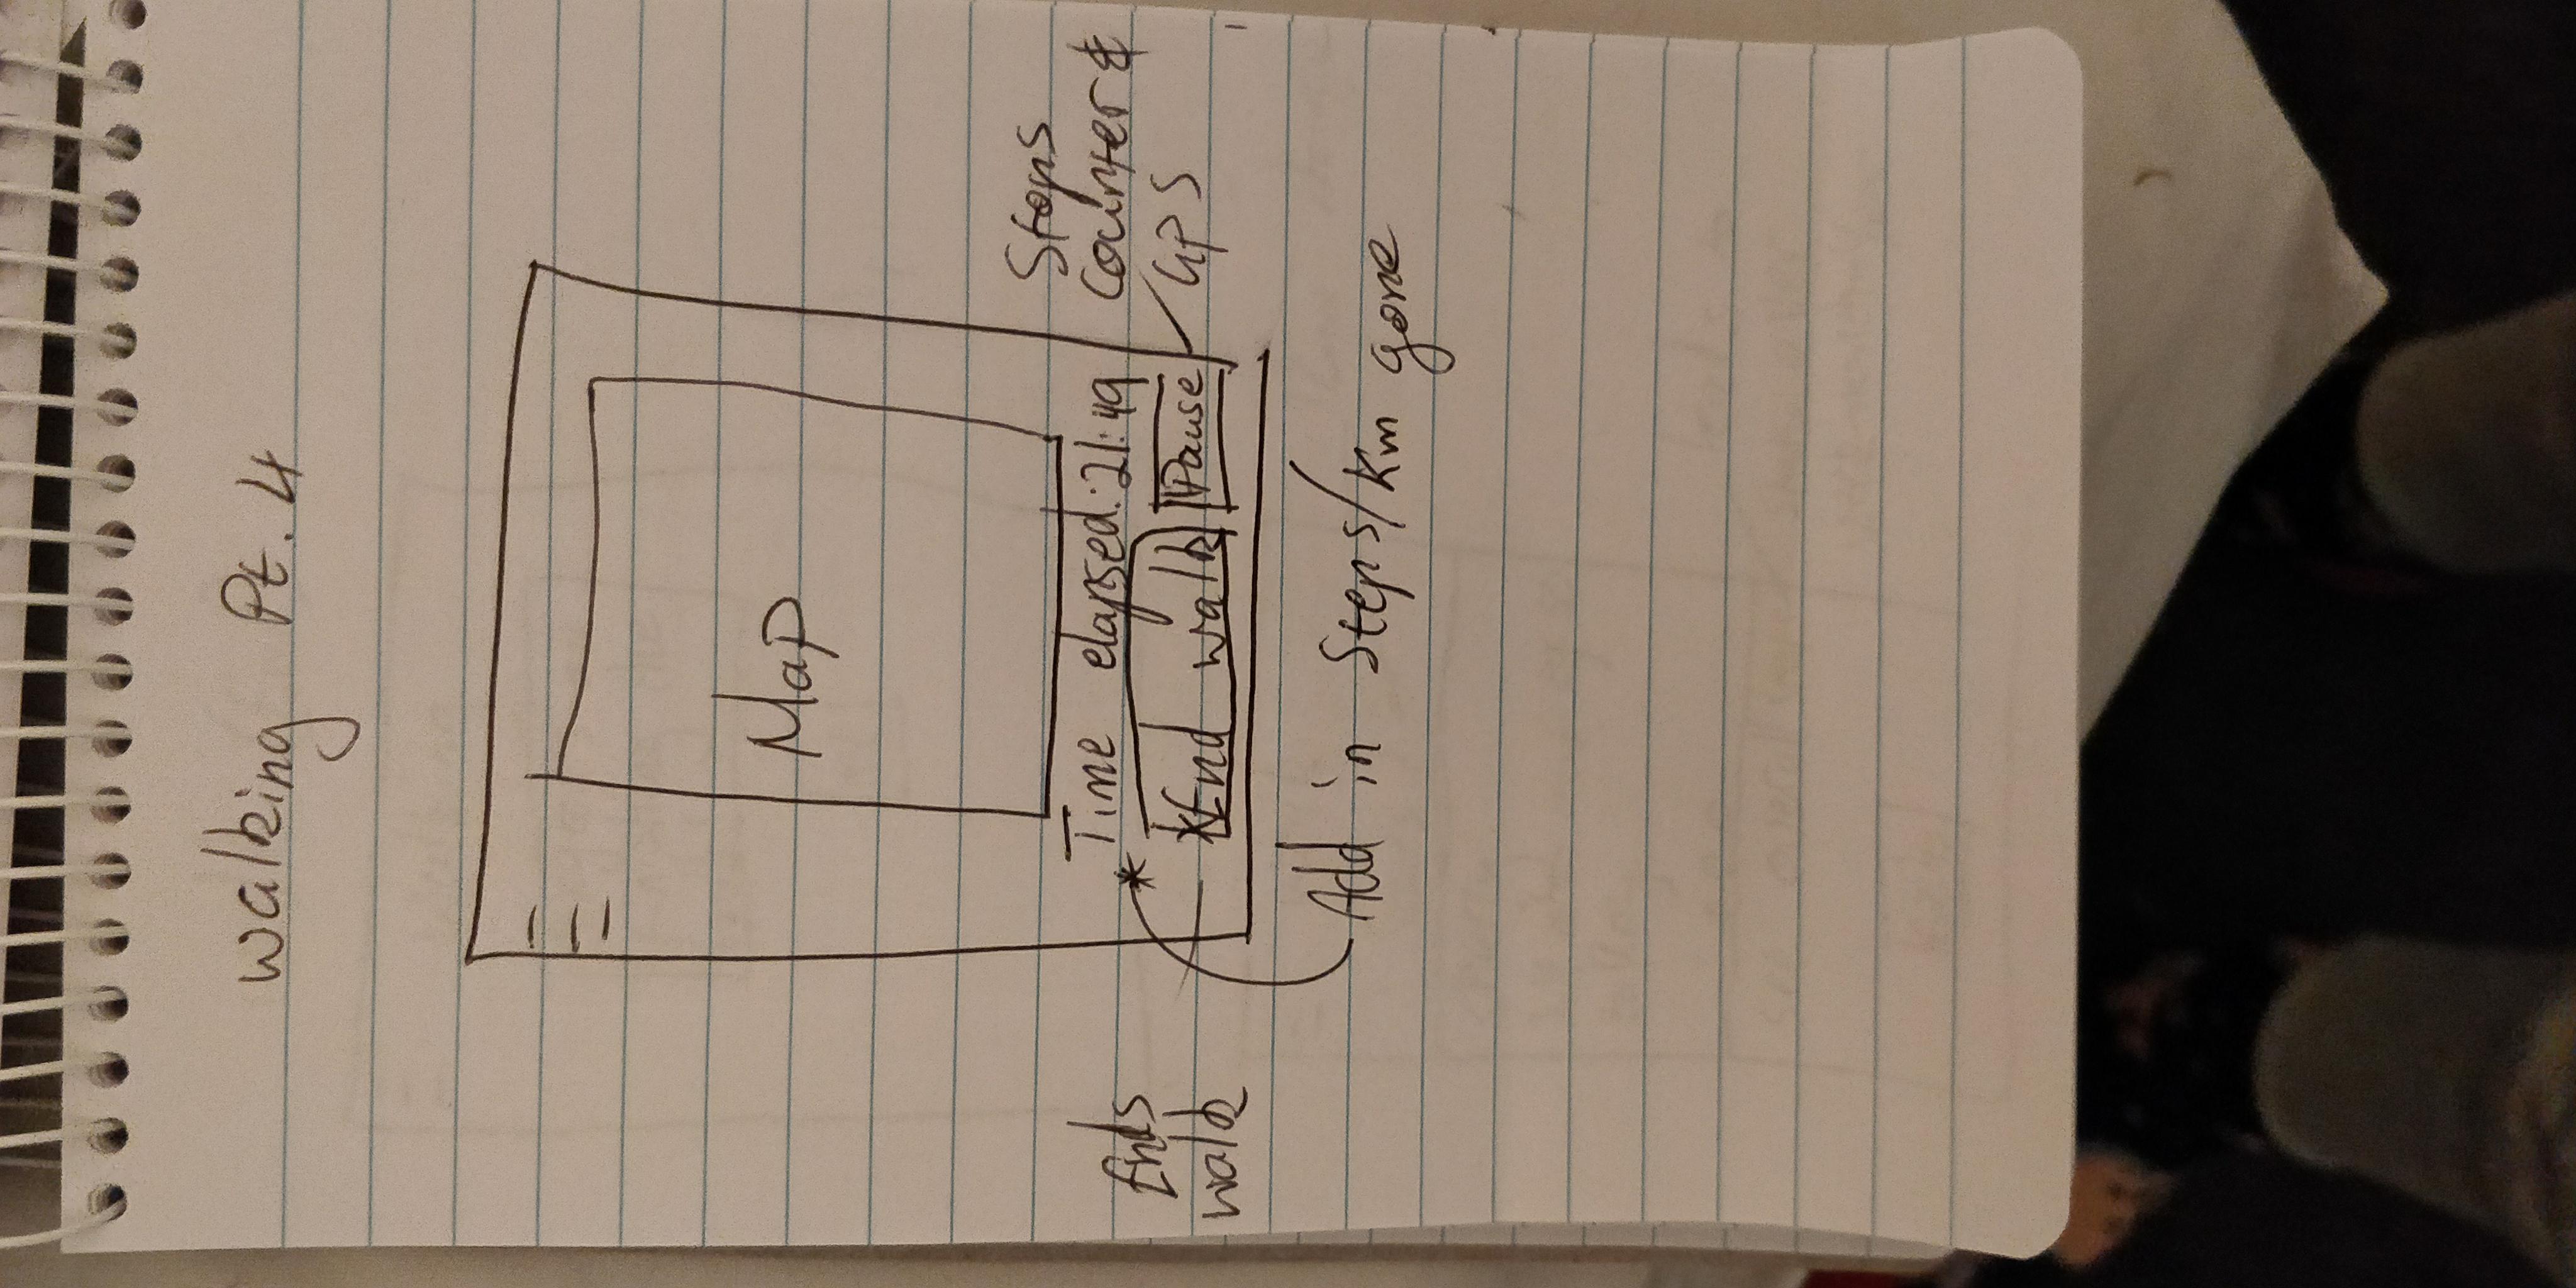 Walking Pt. 4
Map
Time elapsed: 21:49
*
*End walk
Pause
Ends
walk
Stops
Counter &
GPS
Add in Steps/Km gone